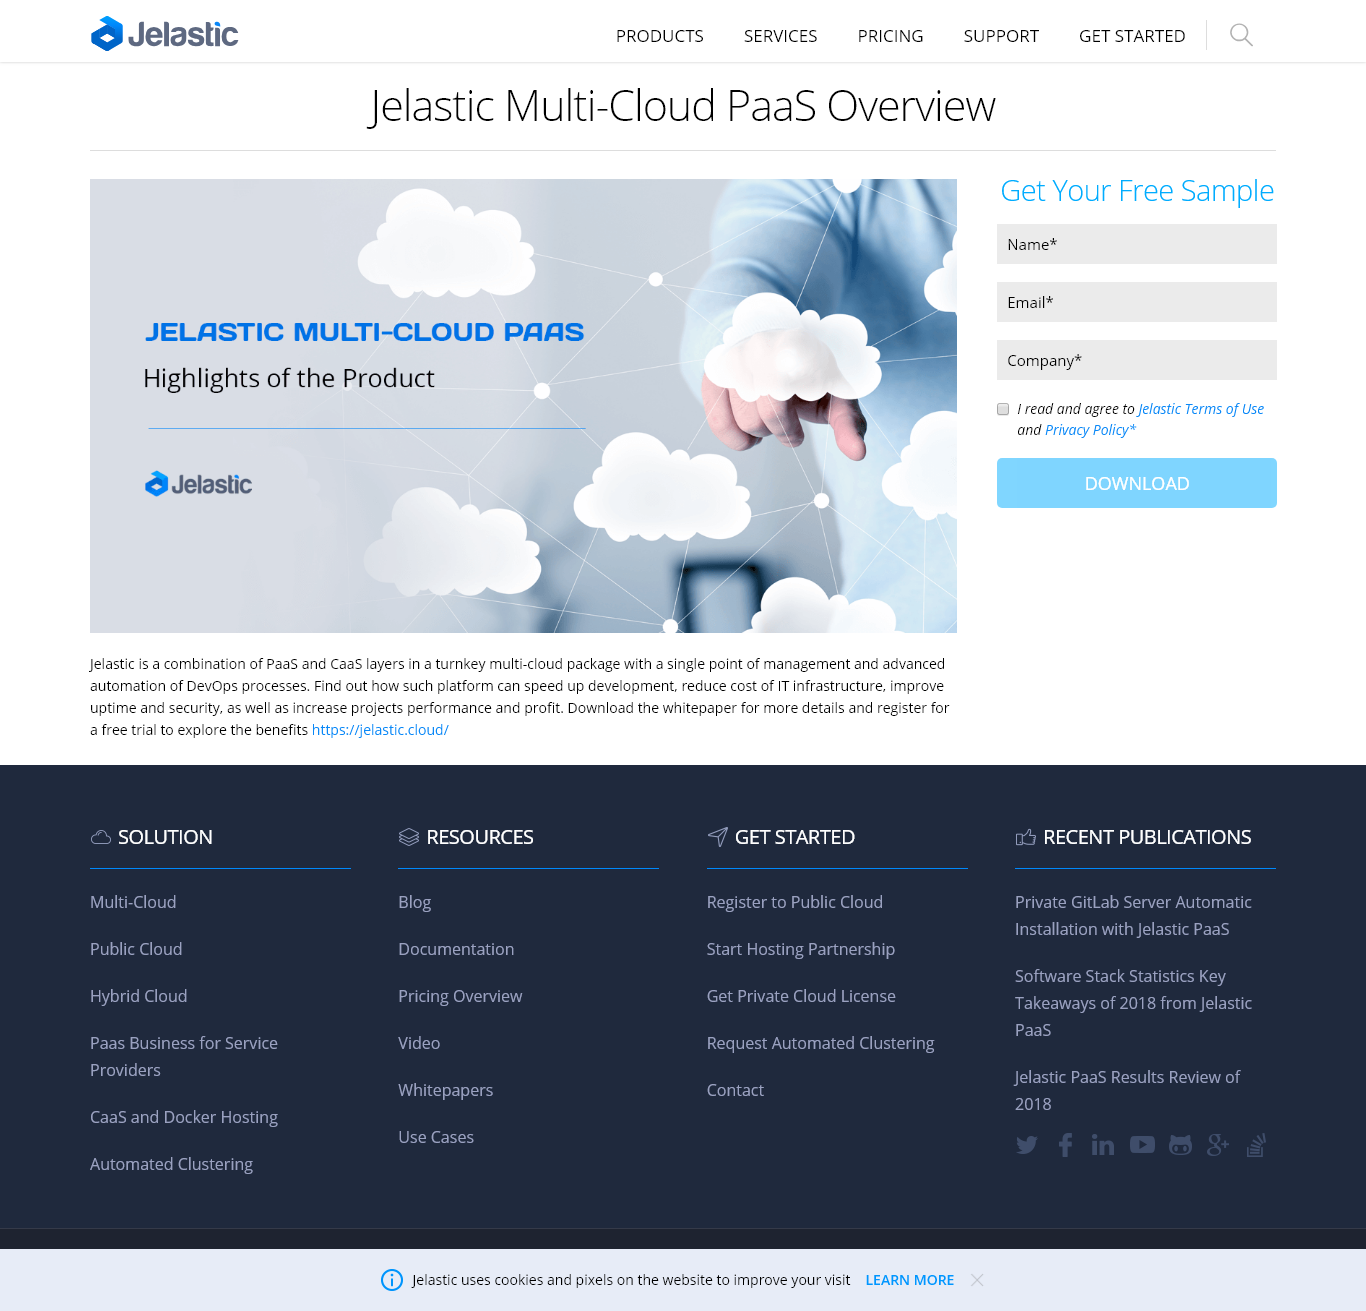 Jelastic
PRODUCTS SERVICES PRICING SUPPORT GET STARTED
Jelastic Multi-Cloud PaaS Overview
JELASTIC MULTI-CLOUD PAAS
Highlights of the Product
Jelastic
Get Your Free Sample
Name*
Email*
Company*
I read and agree to Jelastic Terms of Use
and Privacy Policy*
DOWNLOAD
Jelastic is a combination of PaaS and CaaS layers in a turnkey multi-cloud package with a single point of management and advanced
automation of DevOps processes. Find out how such platform can speed up development, reduce cost of IT infrastructure, improve
uptime and security, as well as increase projects performance and profit. Download the whitepaper for more details and register for
a free trial to explore the benefits https://jelastic.cloud/
SOLUTION
Multi-Cloud
Public Cloud
Hybrid Cloud
Paas Business for Service
Providers
CaaS and Docker Hosting
Automated Clustering
RESOURCES
Blog
Documentation
Pricing Overview
Video
Whitepapers
Use Cases
GET STARTED
Register to Public Cloud
Start Hosting Partnership
Get Private Cloud License
Request Automated Clustering
Contact
RECENT PUBLICATIONS
Private GitLab Server Automatic
Installation with Jelastic PaaS
Software Stack Statistics Key
Takeaways of 2018 from Jelastic
PaaS
Jelastic PaaS Results Review of
2018
Jelastic uses cookies and pixels on the website to improve your visit LEARN MORE